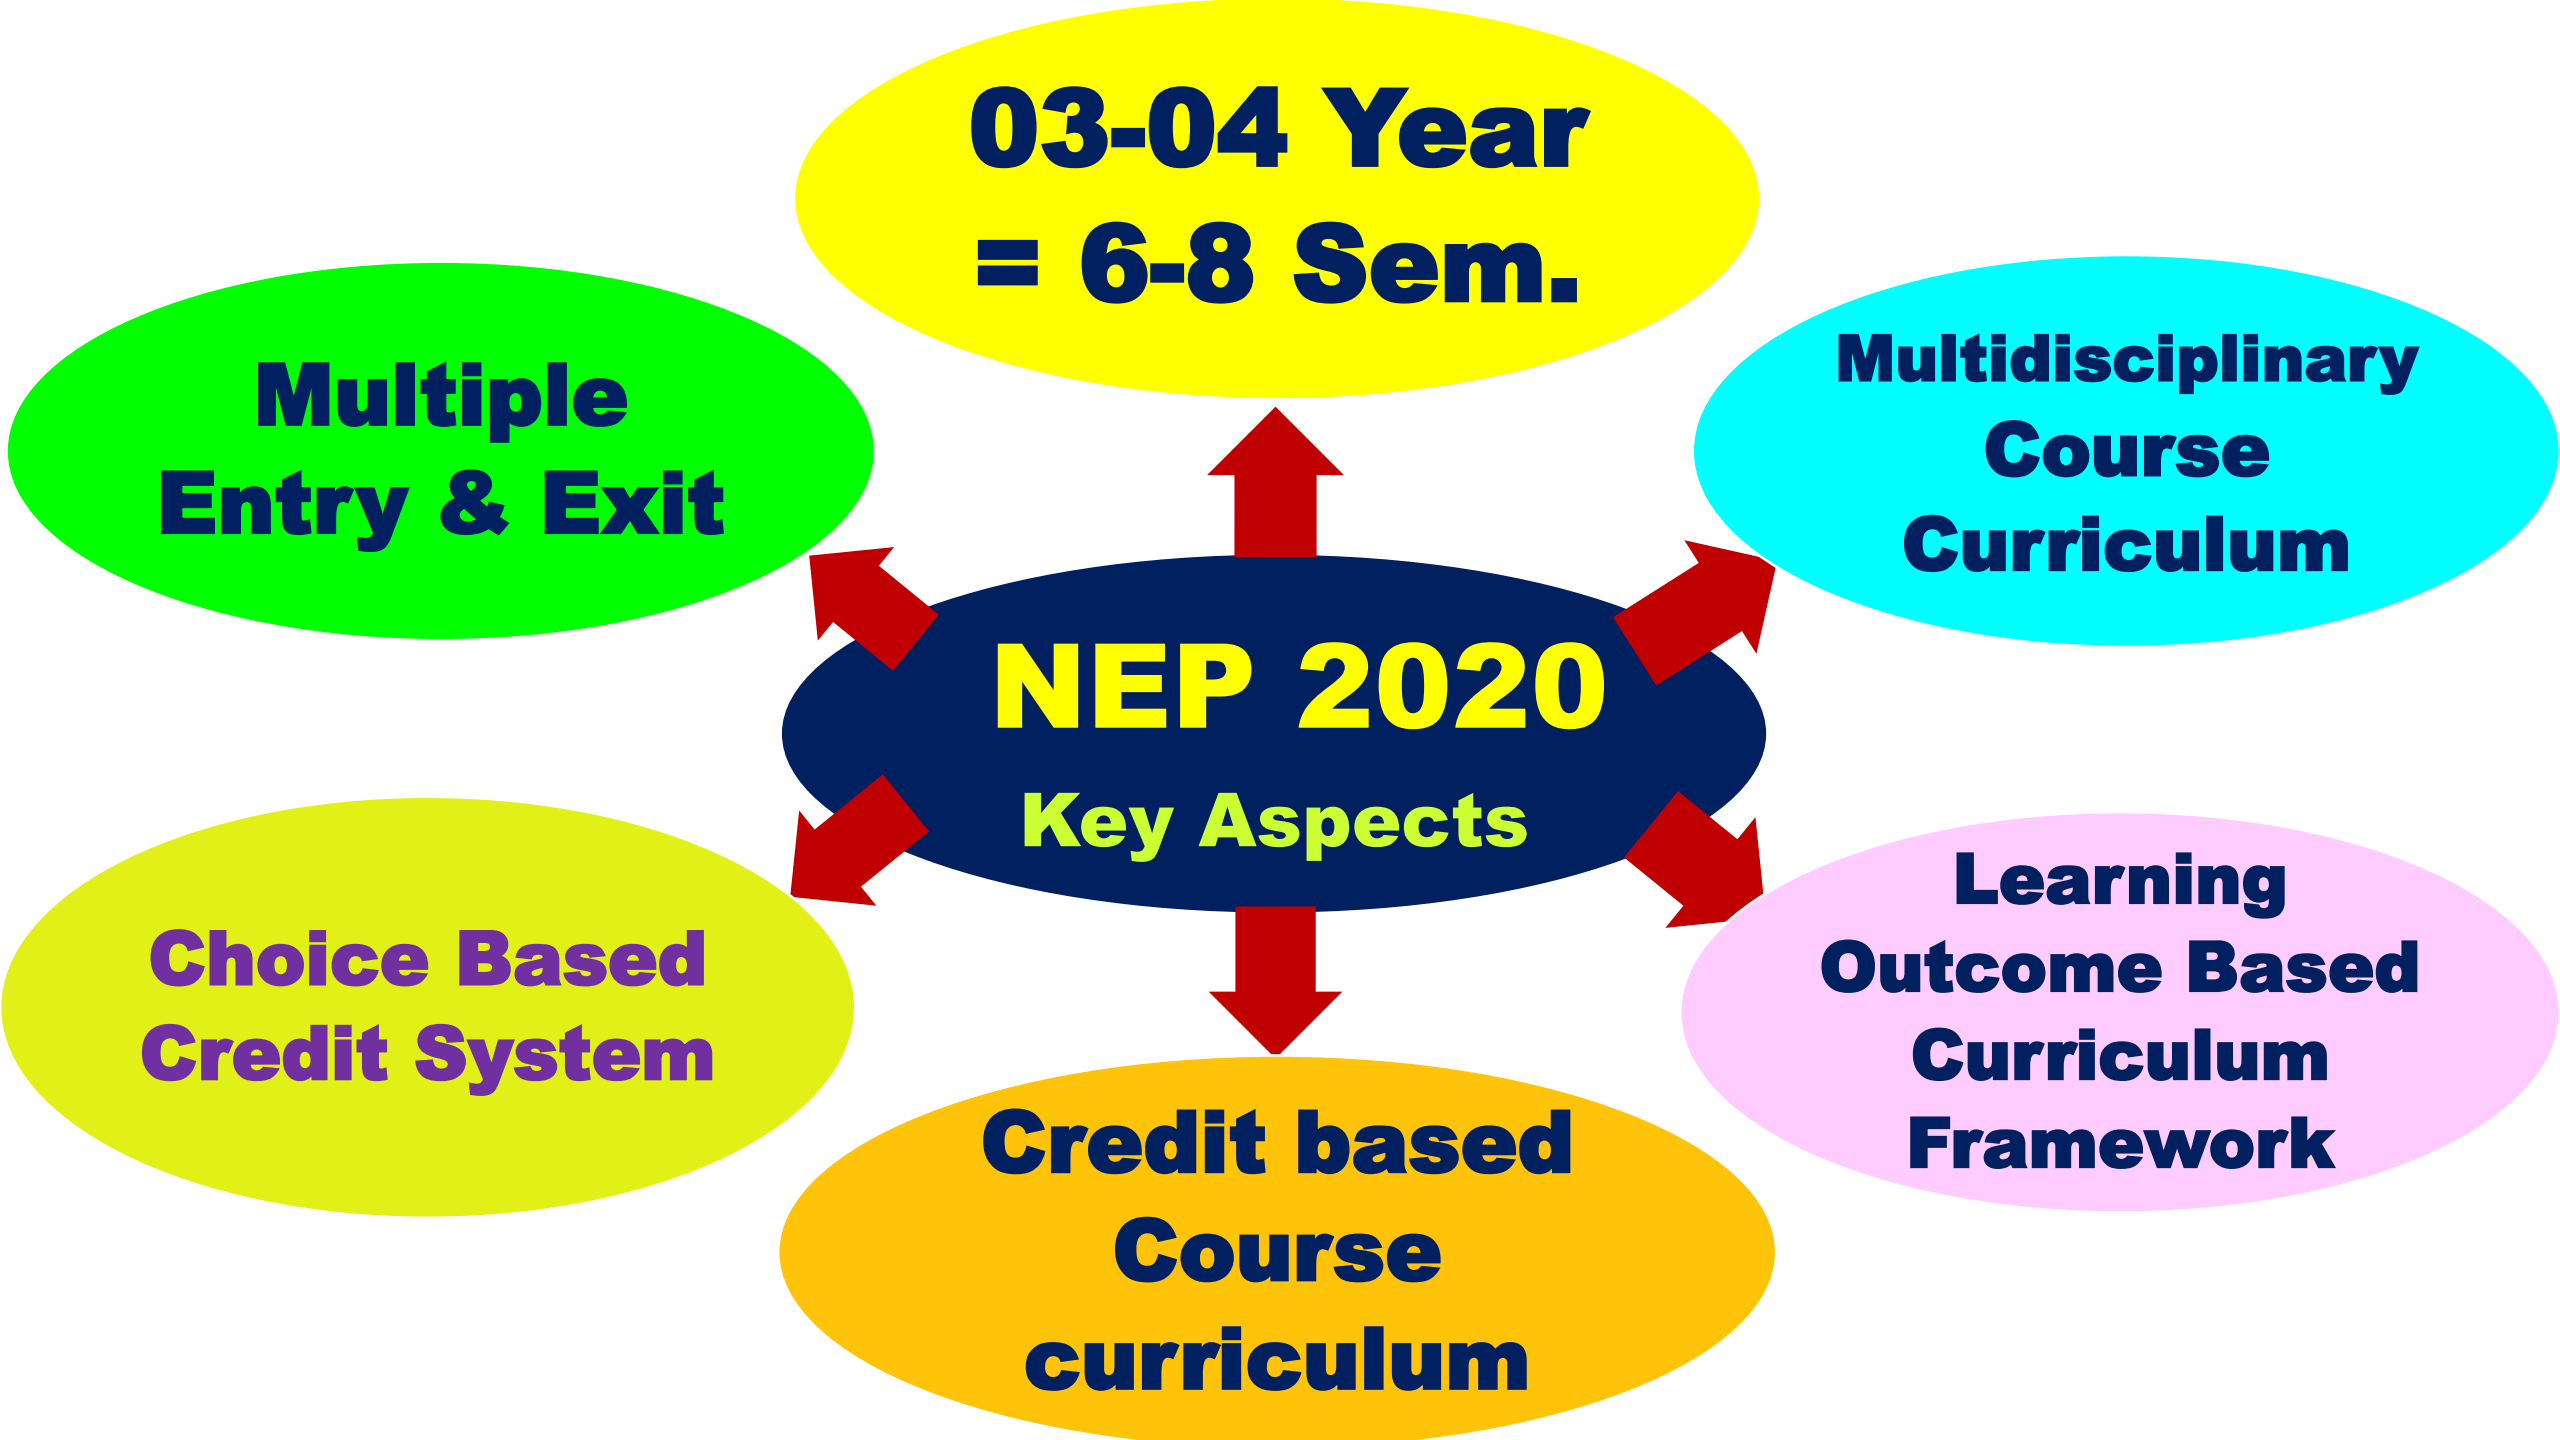 03-04 Year
= 6-8 Sem.
Multiple
Entry & Exit
Multidisciplinary
Course
Curriculum
NEP 2020
Key Aspects
Choice Based
Credit System
Learning
Outcome Based
Curriculum
Framework
Credit based
Course
curriculum